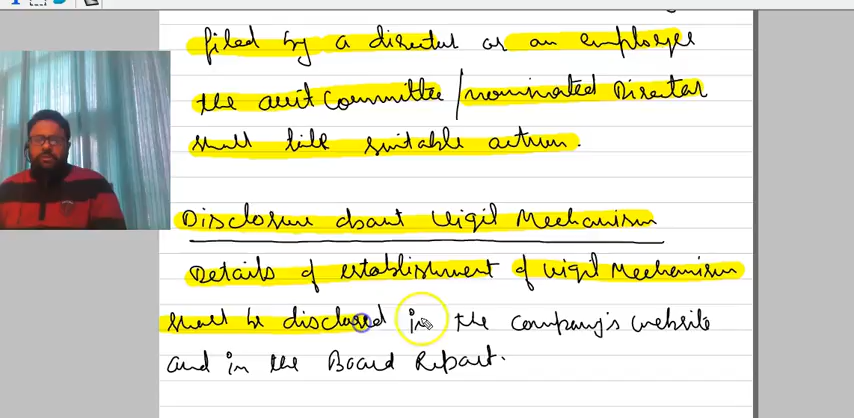 filed by a director or an employee
the audit Committee / nominated Director
shall take suitable action.
Disclosure about Vigil Mechanism
Details of establishment of Vigil Mechanism
shall be disclosed in the company's website
and in the Board Report.